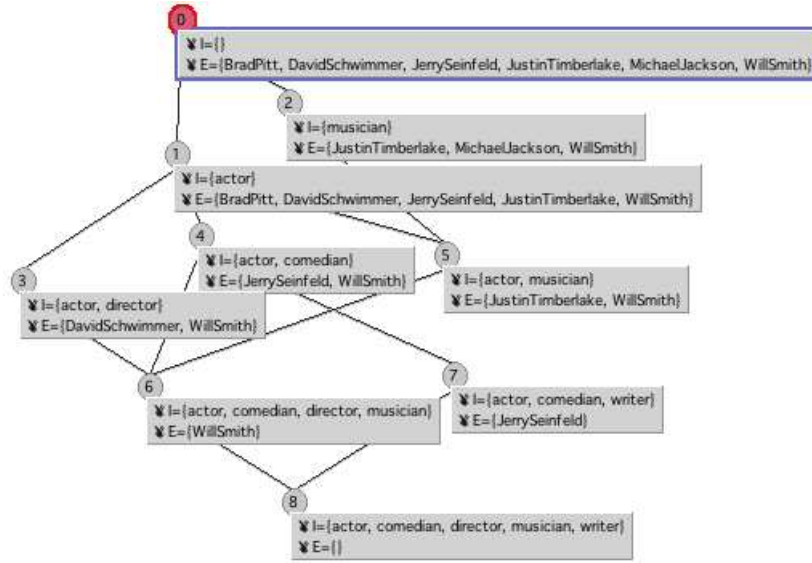 0
I={}
E={BradPitt, DavidSchwimmer, JerrySeinfeld, JustinTimberlake, MichaelJackson, WillSmith}
2
I={musician}
E={JustinTimberlake, MichaelJackson, WillSmith}
1
I={actor}
E={BradPitt, DavidSchwimmer, JerrySeinfeld, JustinTimberlake, WillSmith}
4
I={actor, comedian}
E={JerrySeinfeld, WillSmith}
5
I={actor, musician}
E={JustinTimberlake, WillSmith}
3
I={actor, director}
E={DavidSchwimmer, WillSmith}
6
I={actor, comedian, director, musician}
E={WillSmith}
7
I={actor, comedian, writer}
E={JerrySeinfeld}
8
I={actor, comedian, director, musician, writer}
E={}